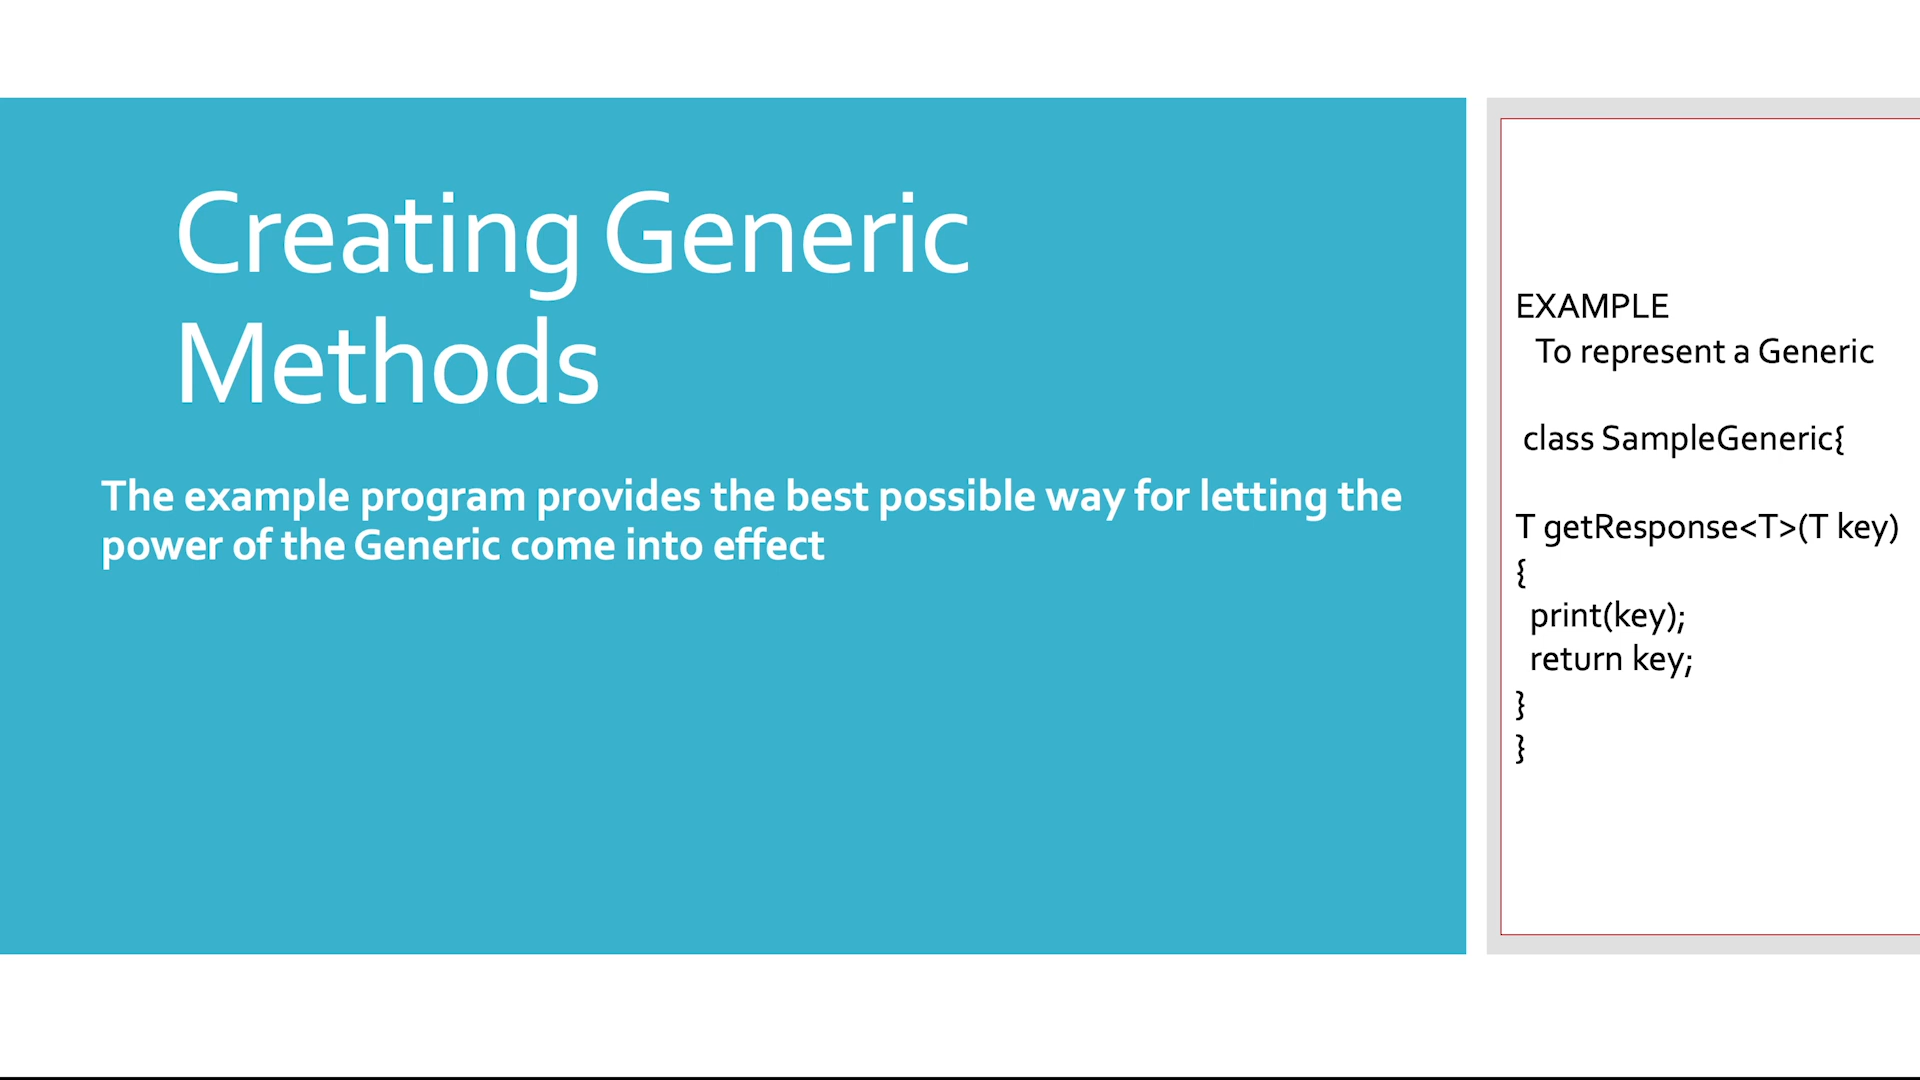 Creating Generic
Methods
The example program provides the best possible way for letting the
power of the Generic come into effect
EXAMPLE
To represent a Generic
class SampleGeneric{
T getResponse<T>(T key)
{
print(key);
return key;
}
}